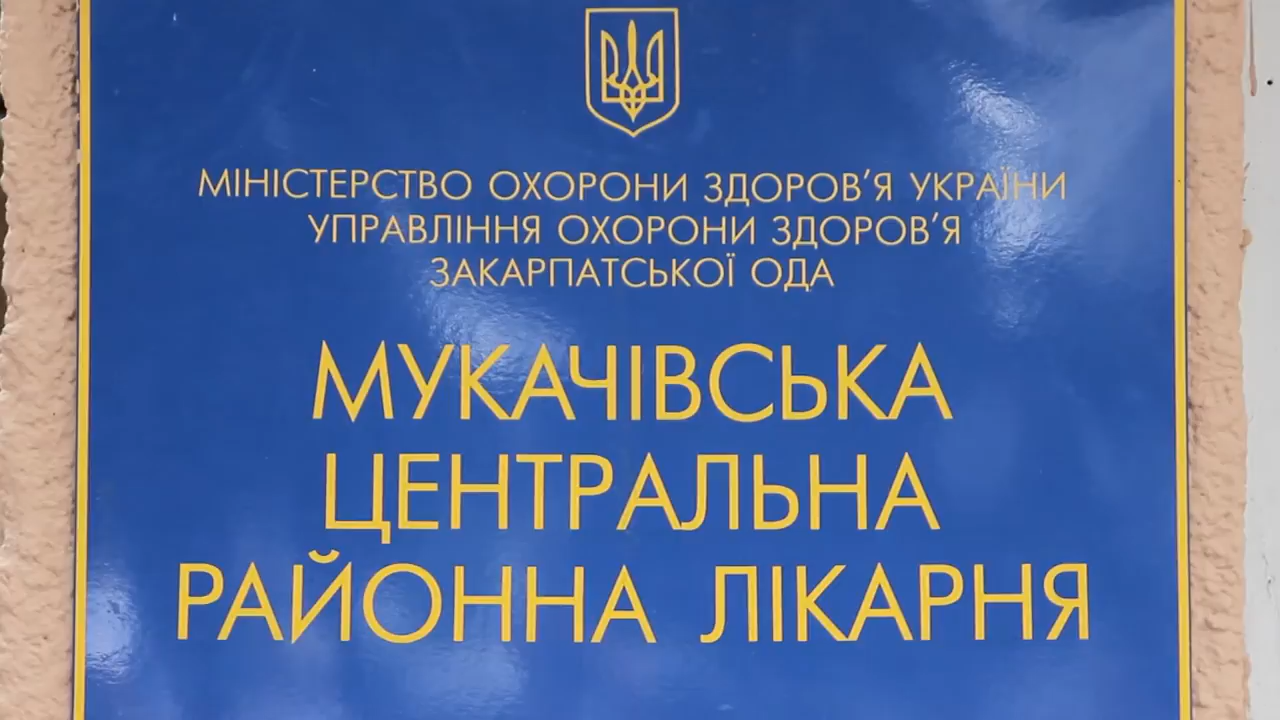 МІНІСТЕРСТВО ОХОРОНИ ЗДОРОВ’Я УКРАЇНИ
УПРАВЛІННЯ ОХОРОНИ ЗДОРОВ’Я
ЗАКАРПАТСЬКОЇ ОДА
МУКАЧІВСЬКА
ЦЕНТРАЛЬНА
РАЙОННА ЛІКАРНЯ